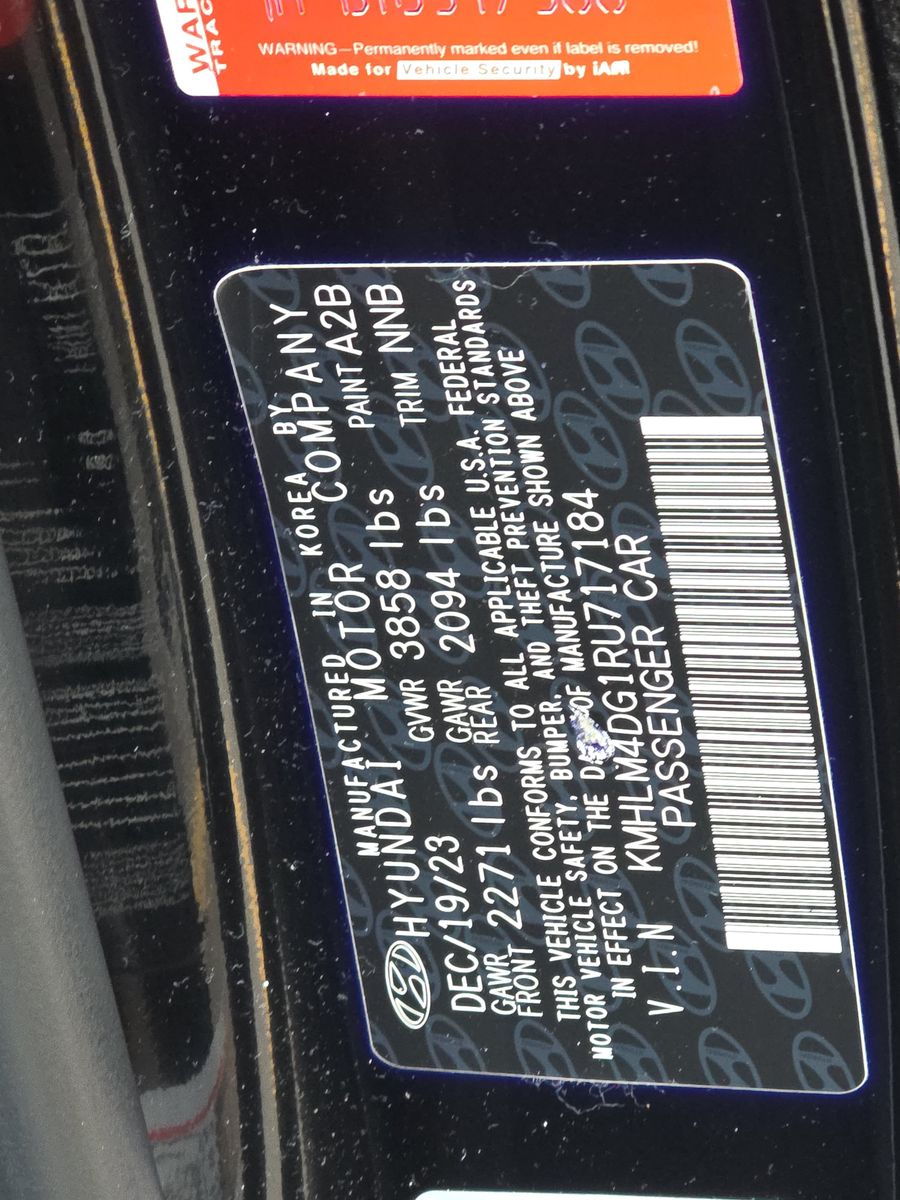 WARNING—Permanently marked even if label is removed!
Made for Vehicle Security by
MANUFACTURED IN KOREA BY
HYUNDAI MOTOR COMPANY
DEC/19/23 GVWR 3858 lbs PAINT A2B
GAWR FRONT 2271 lbs GAWR REAR 2094 lbs TRIM NNB
THIS VEHICLE CONFORMS TO ALL APPLICABLE U.S.A. FEDERAL
MOTOR VEHICLE SAFETY, BUMPER, AND THEFT PREVENTION STANDARDS
IN EFFECT ON THE OF MANUFACTURE SHOWN ABOVE
V.I.N KMHLM4DG1RU717184
PASSENGER CAR